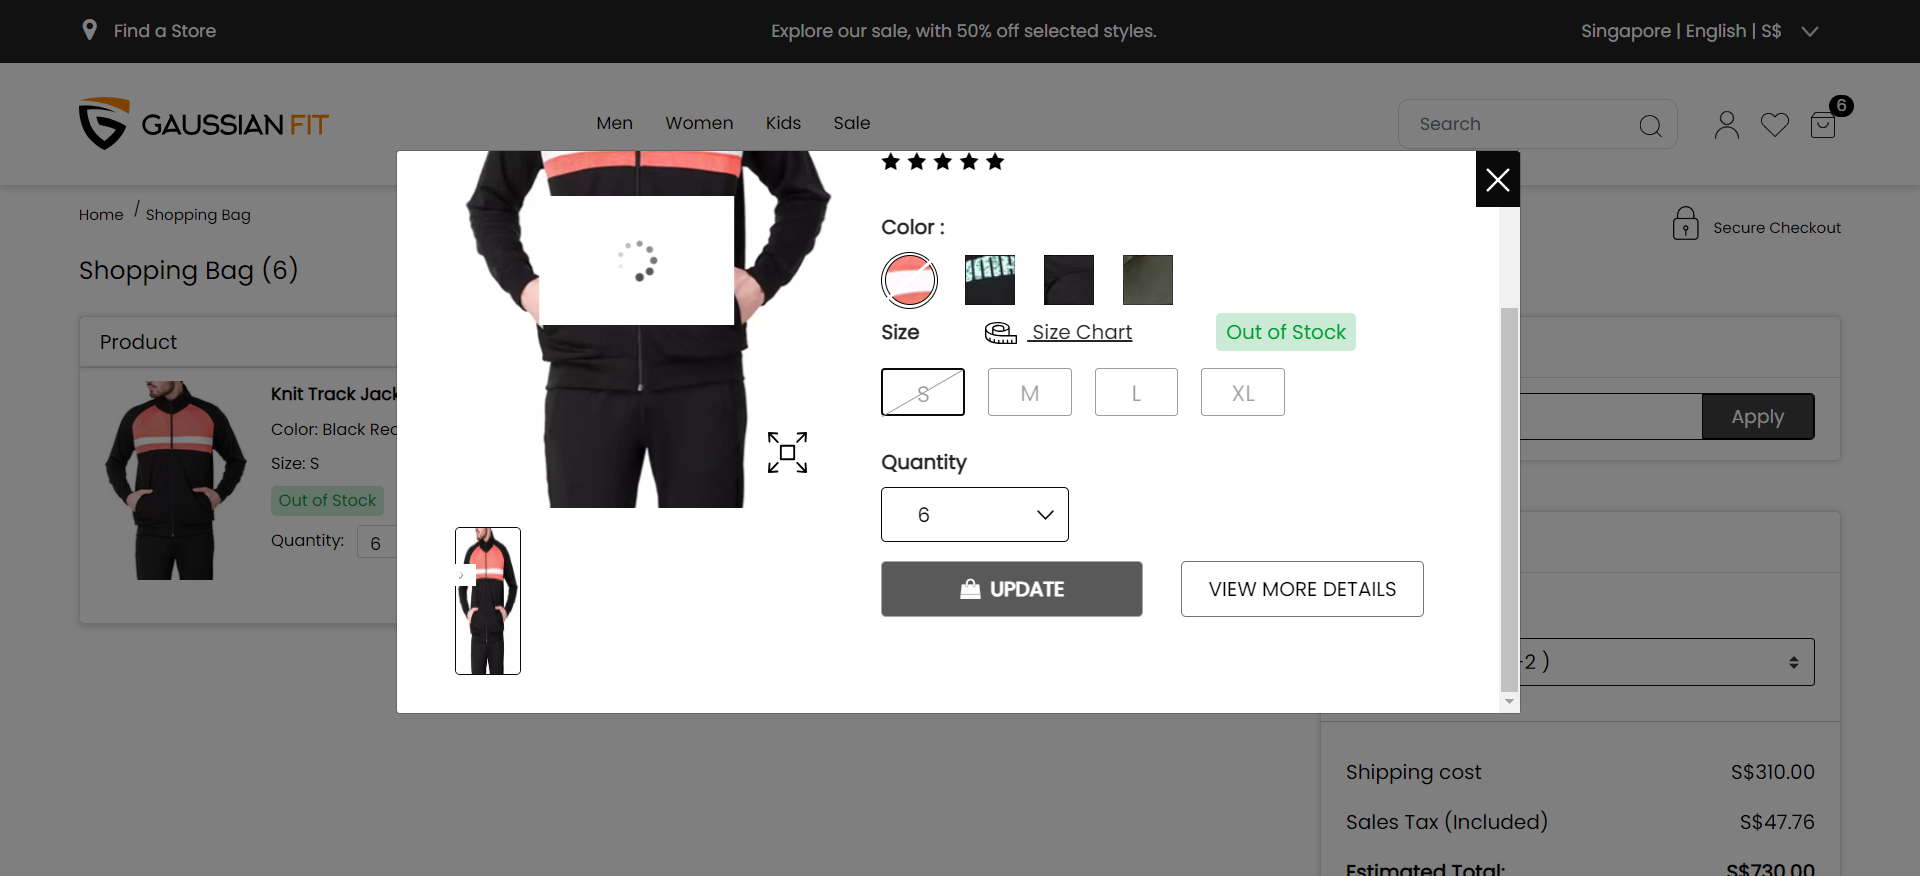 Find a Store
Explore our sale, with 50% off selected styles.
Singapore | English | S$
GAUSSIAN FIT
Men
Women
Kids
Sale
Search
6
Home / Shopping Bag
Secure Checkout
Shopping Bag (6)
Product
Knit Track Jack
Color: Black Rec
Size: S
Out of Stock
Quantity: 6
Color :
Size
Size Chart
Out of Stock
S
M
L
XL
Quantity
6
UPDATE
VIEW MORE DETAILS
Apply
-2 )
Shipping cost
S$310.00
Sales Tax (Included)
S$47.76
Estimated Total:
S$730.00